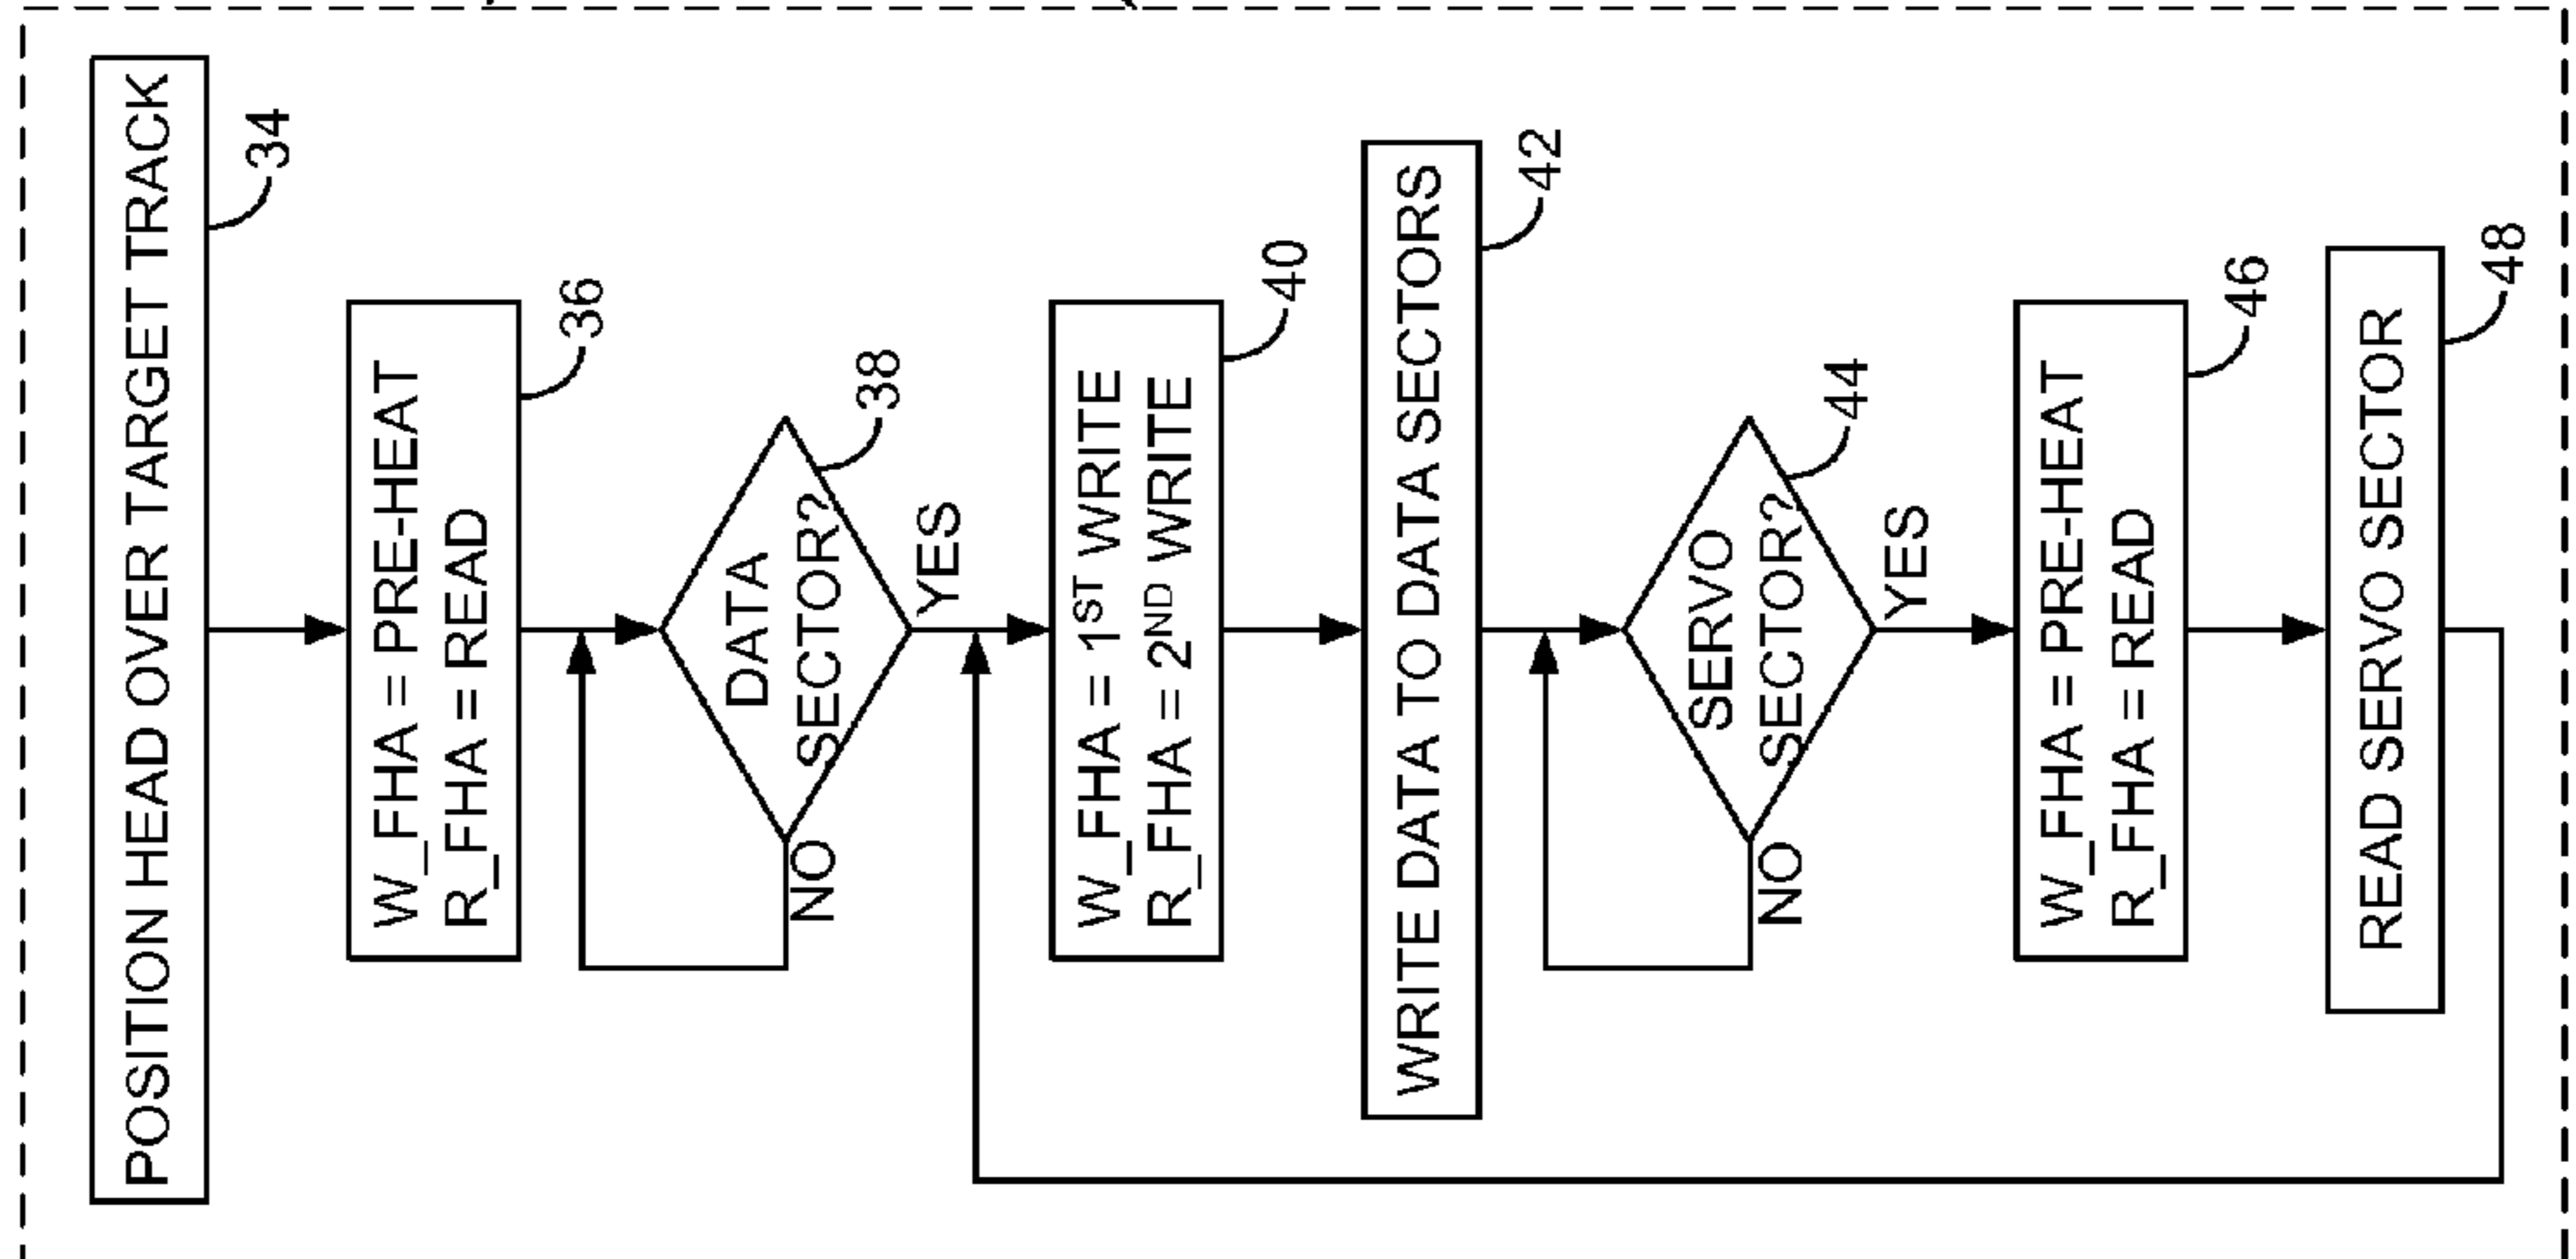 POSITION HEAD OVER TARGET TRACK
34
W_FHA = PRE-HEAT
R_FHA = READ
36
DATA
SECTOR?
38
NO
YES
W_FHA = 1ST WRITE
R_FHA = 2ND WRITE
40
WRITE DATA TO DATA SECTORS
42
SERVO
SECTOR?
44
NO
YES
W_FHA = PRE-HEAT
R_FHA = READ
46
READ SERVO SECTOR
48